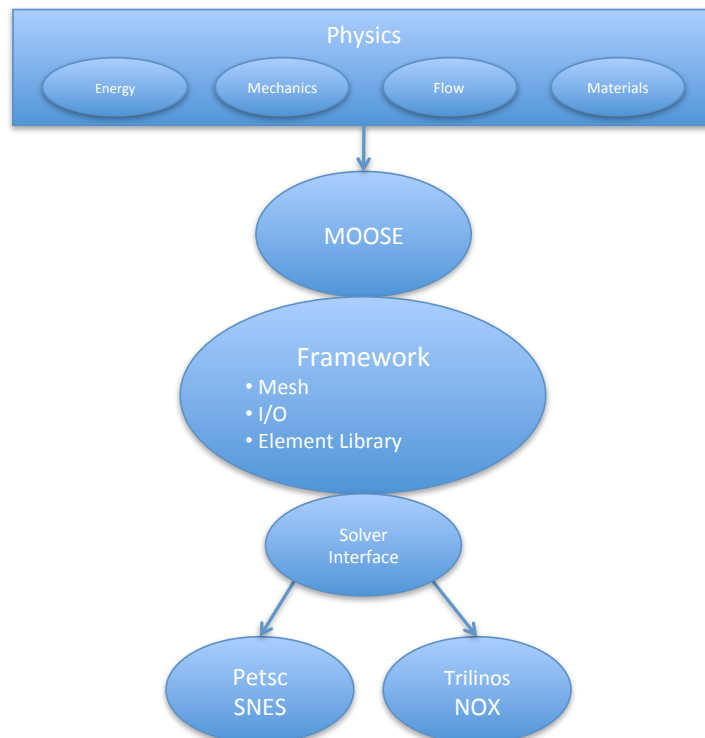 Physics
Energy
Mechanics
Flow
Materials
MOOSE
Framework
• Mesh
• I/O
• Element Library
Solver
Interface
Petsc
SNES
Trilinos
NOX